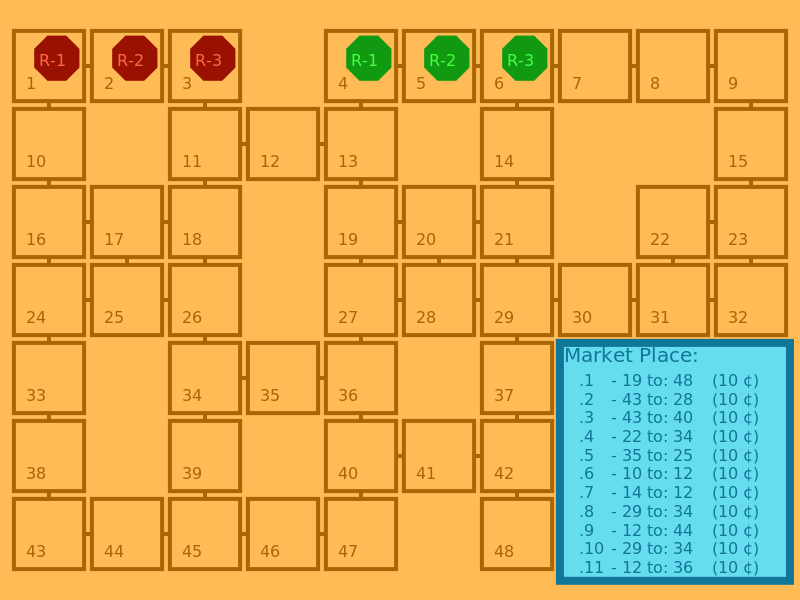 R-1 R-2 R-3 R-1 R-2 R-3
1 2 3 4 5 6 7 8 9
10 11 12 13 14 15
16 17 18 19 20 21 22 23
24 25 26 27 28 29 30 31 32
33 34 35 36 37
38 39 40 41 42
43 44 45 46 47 48
Market Place:
.1 - 19 to: 48 (10 ¢)
.2 - 43 to: 28 (10 ¢)
.3 - 43 to: 40 (10 ¢)
.4 - 22 to: 34 (10 ¢)
.5 - 35 to: 25 (10 ¢)
.6 - 10 to: 12 (10 ¢)
.7 - 14 to: 12 (10 ¢)
.8 - 29 to: 34 (10 ¢)
.9 - 12 to: 44 (10 ¢)
.10 - 29 to: 34 (10 ¢)
.11 - 12 to: 36 (10 ¢)